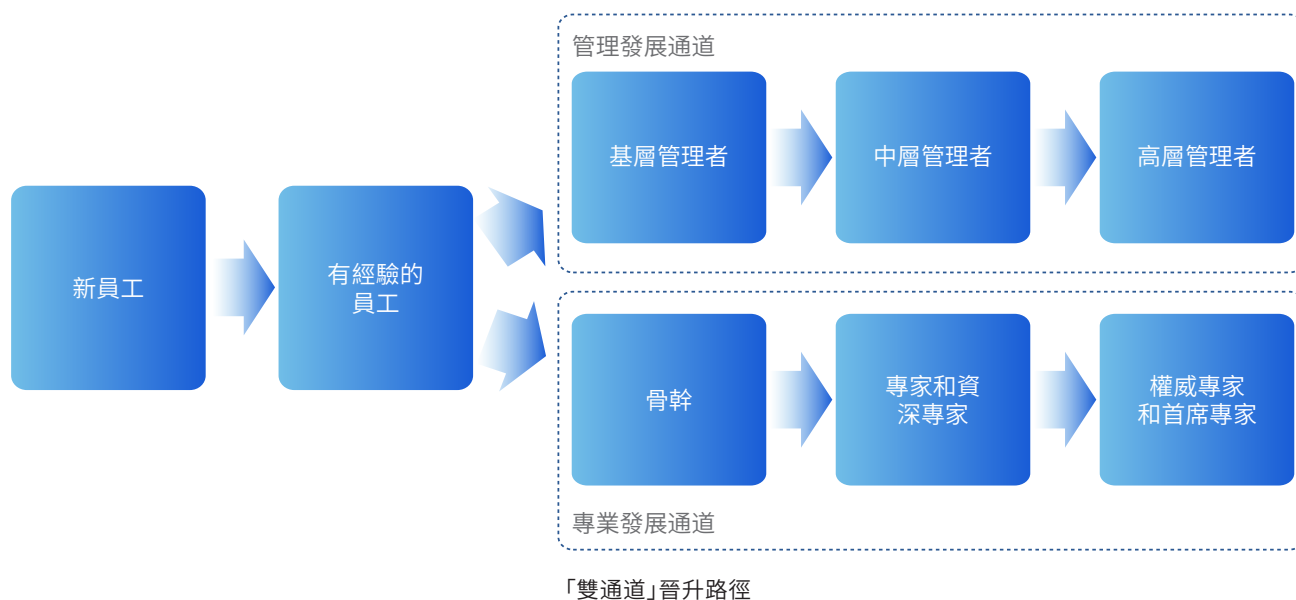 新員工
有經驗的
員工
管理發展通道
基層管理者
中層管理者
高層管理者
骨幹
專家和資
深專家
權威專家
和首席專家
專業發展通道
「雙通道」晉升路徑